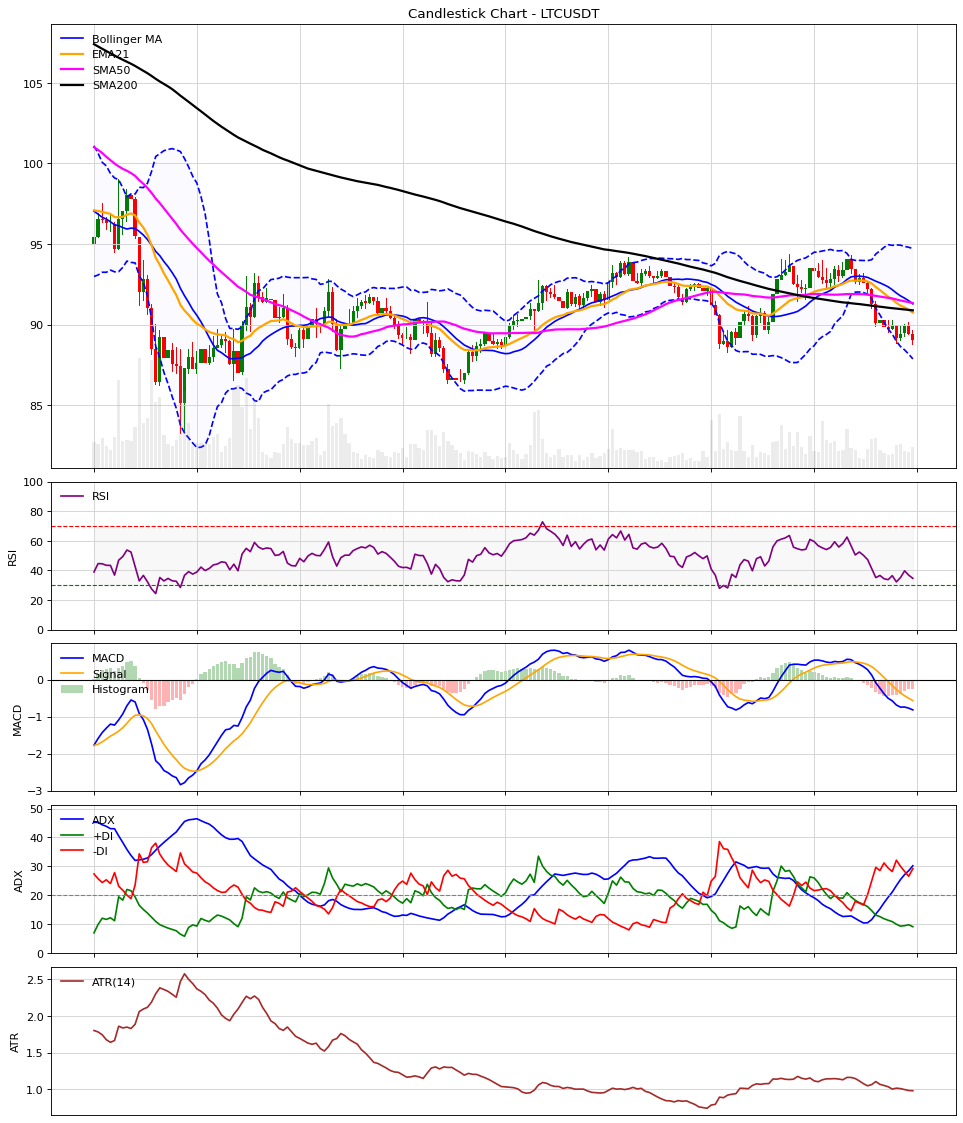 Candlestick Chart - LTCUSDT
Bollinger MA
EMA21
SMA50
SMA200
105
100
95
90
85
RSI
100
80
60
40
20
0
RSI
MACD
Signal
Histogram
0
−1
−2
−3
MACD
ADX
+DI
-DI
50
40
30
20
10
0
ADX
ATR(14)
2.5
2.0
1.5
1.0
ATR